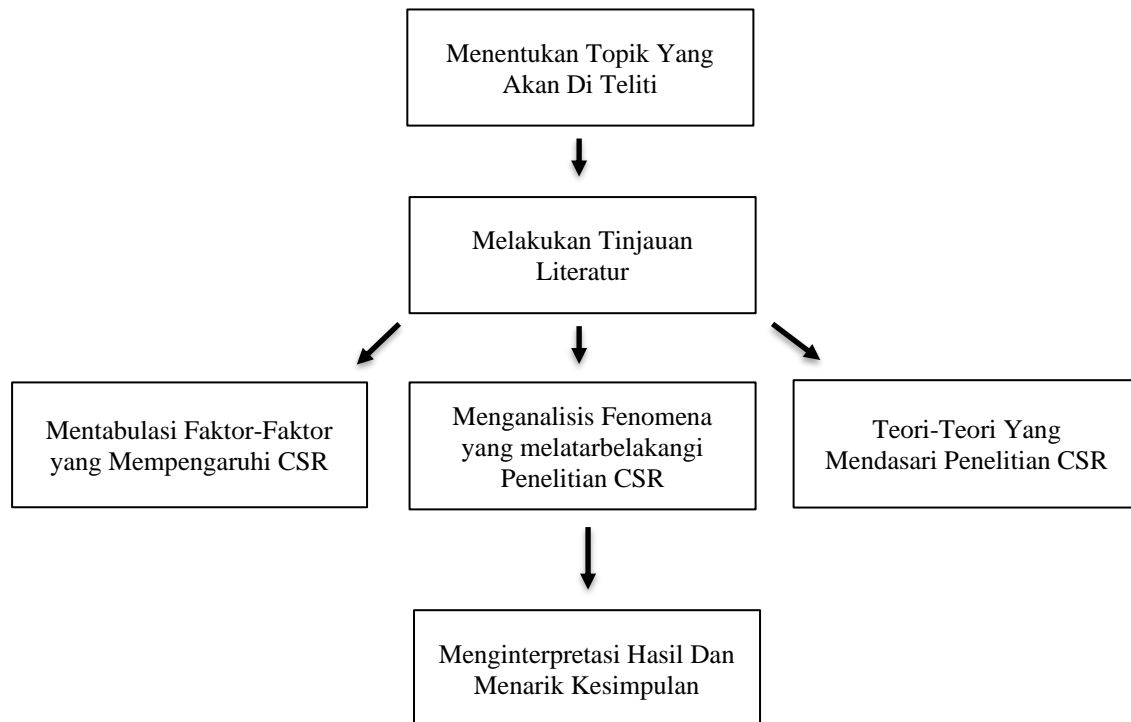 Menentukan Topik Yang
Akan Di Teliti
Melakukan Tinjauan
Literatur
Mentabulasi Faktor-Faktor
yang Mempengaruhi CSR
Menganalisis Fenomena
yang melatarbelakangi
Penelitian CSR
Teori-Teori Yang
Mendasari Penelitian CSR
Menginterpretasi Hasil Dan
Menarik Kesimpulan